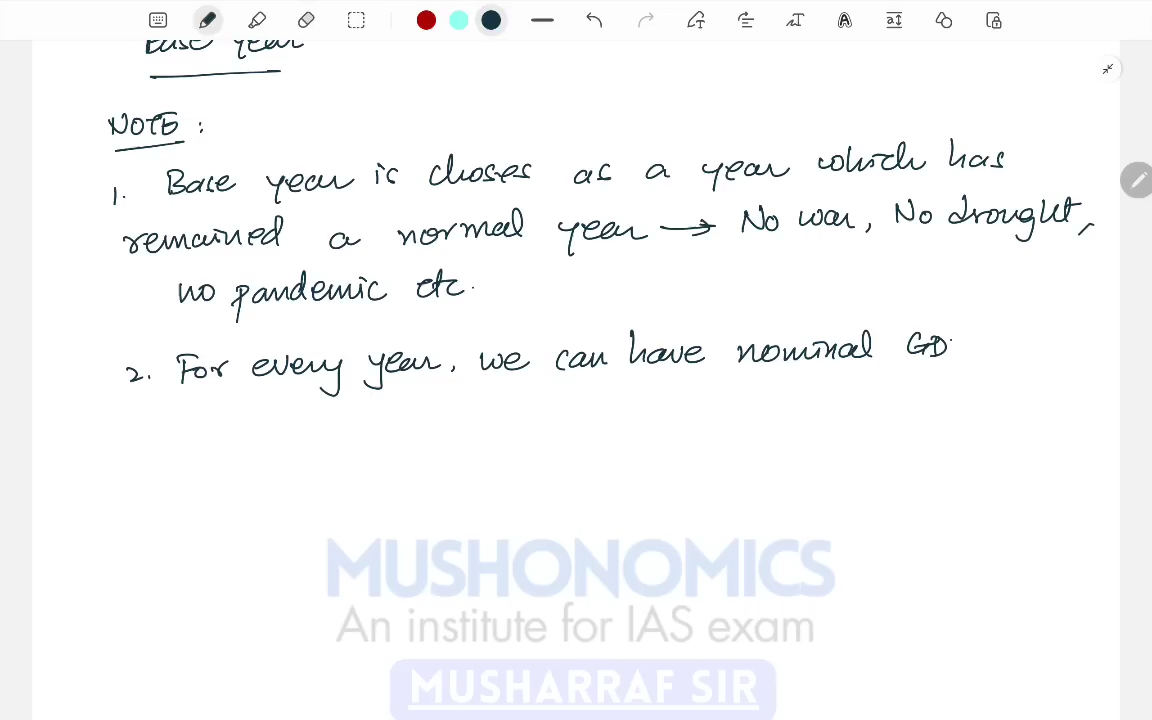 Base Year
NOTE :
1. Base year is choses as a year which has
remained a normal year → No war, No drought,
no pandemic etc.
2. For every year, we can have nominal GD
MUSHONOMICS
An institute for IAS exam
MUSHARRAF SIR